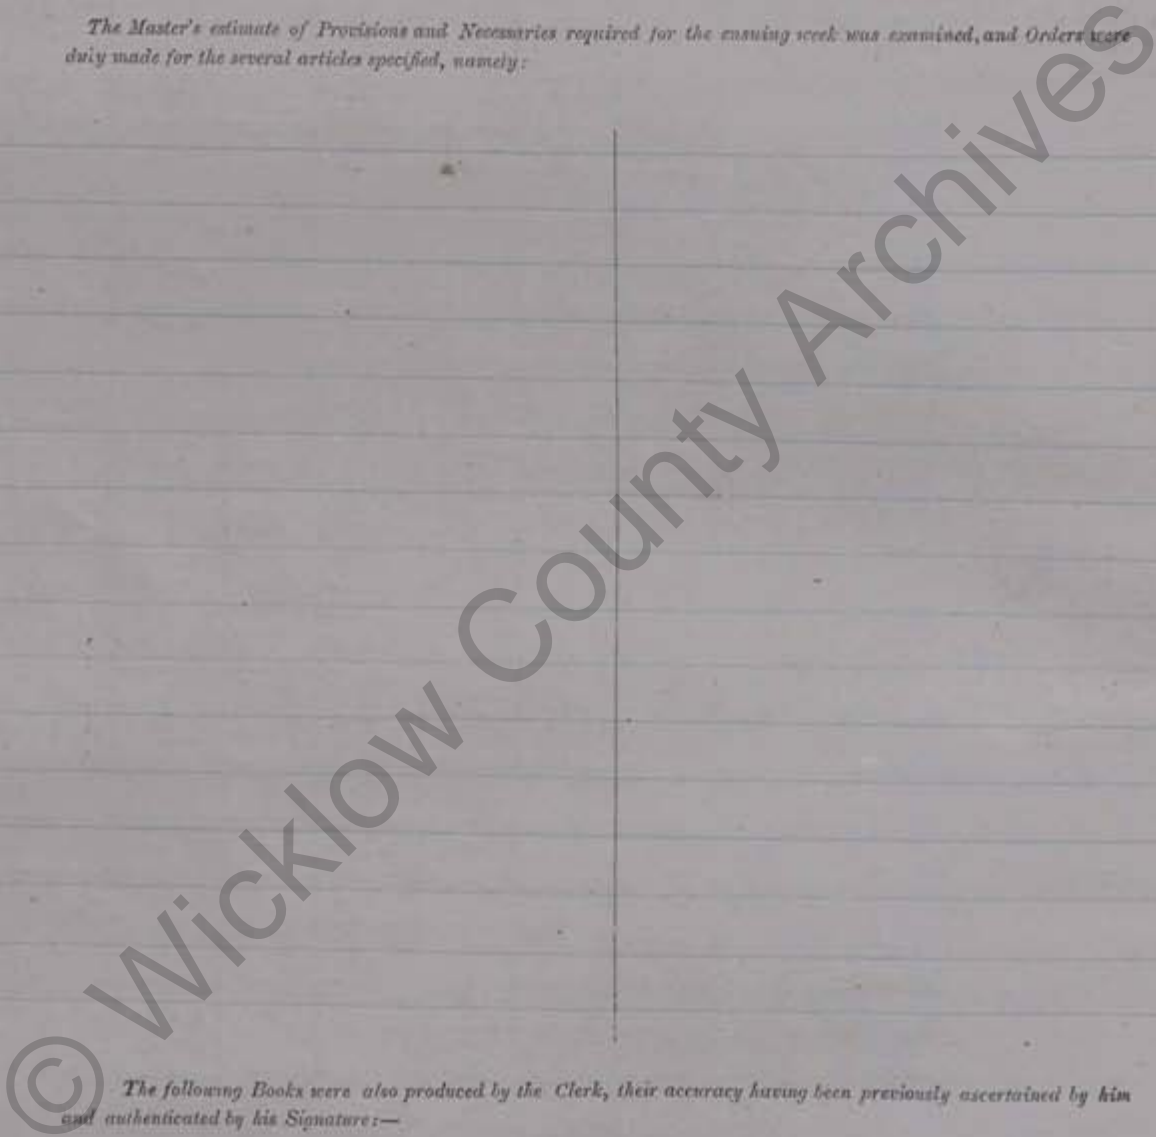 The Master's estimate of Provisions and Necessaries required for the ensuing week was examined, and Orders were
duly made for the several articles specified, namely:
© Wicklow County Archives
The following Books were also produced by the Clerk, their accuracy having been previously ascertained by him
and authenticated by his Signature:—